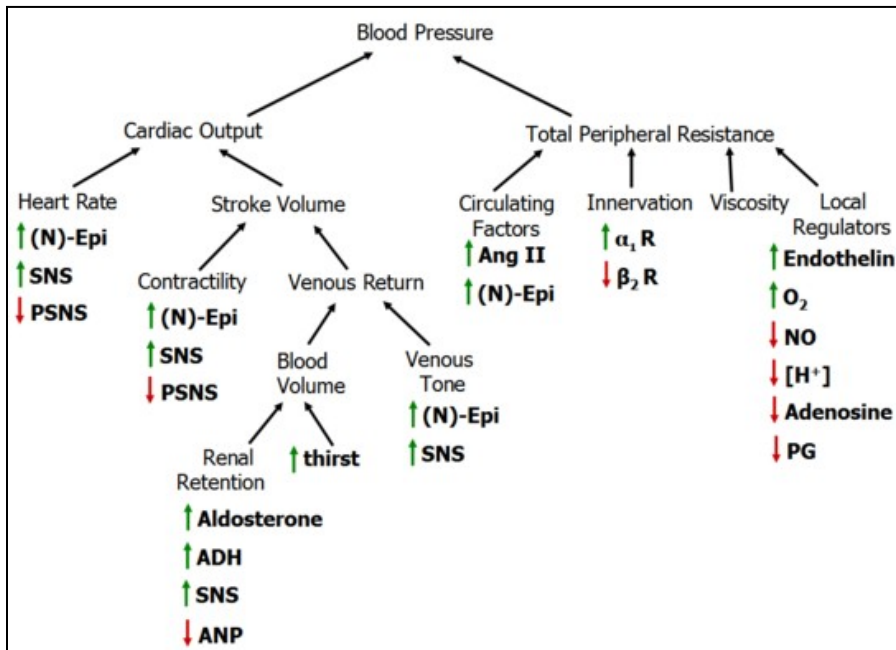 Blood Pressure
Cardiac Output
Total Peripheral Resistance
Heart Rate
↑ (N)-Epi
↑ SNS
↓ PSNS
Stroke Volume
Contractility
↑ (N)-Epi
↑ SNS
↓ PSNS
Venous Return
Blood
Volume
Renal
Retention
↑ Aldosterone
↑ ADH
↑ SNS
↓ ANP
↑ thirst
Venous
Tone
↑ (N)-Epi
↑ SNS
Circulating
Factors
↑ Ang II
↑ (N)-Epi
Innervation
↑ α₁ R
↓ β₂ R
Viscosity
Local
Regulators
↑ Endothelin
↑ O₂
↓ NO
↓ [H⁺]
↓ Adenosine
↓ PG